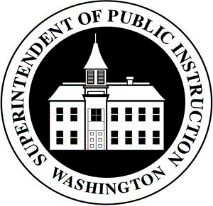 SUPERINTENDENT OF PUBLIC INSTRUCTION
WASHINGTON